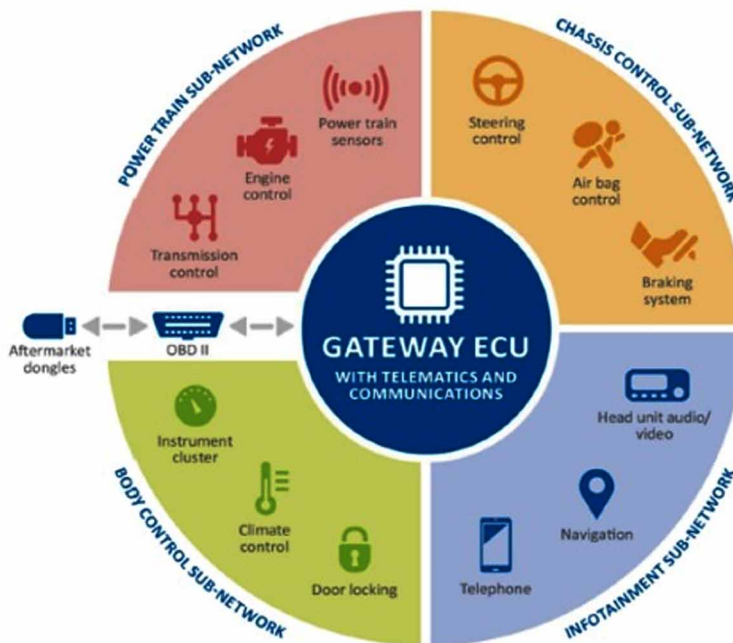 POWER TRAIN SUB-NETWORK
Power train
sensors
Engine
control
Transmission
control
CHASSIS CONTROL SUB-NETWORK
Steering
control
Air bag
control
Braking
system
Aftermarket
dongles
OBD II
GATEWAY ECU
WITH TELEMATICS AND
COMMUNICATIONS
BODY CONTROL SUB-NETWORK
Instrument
cluster
Climate
control
Door locking
INFOTAINMENT SUB-NETWORK
Head unit audio/
video
Navigation
Telephone